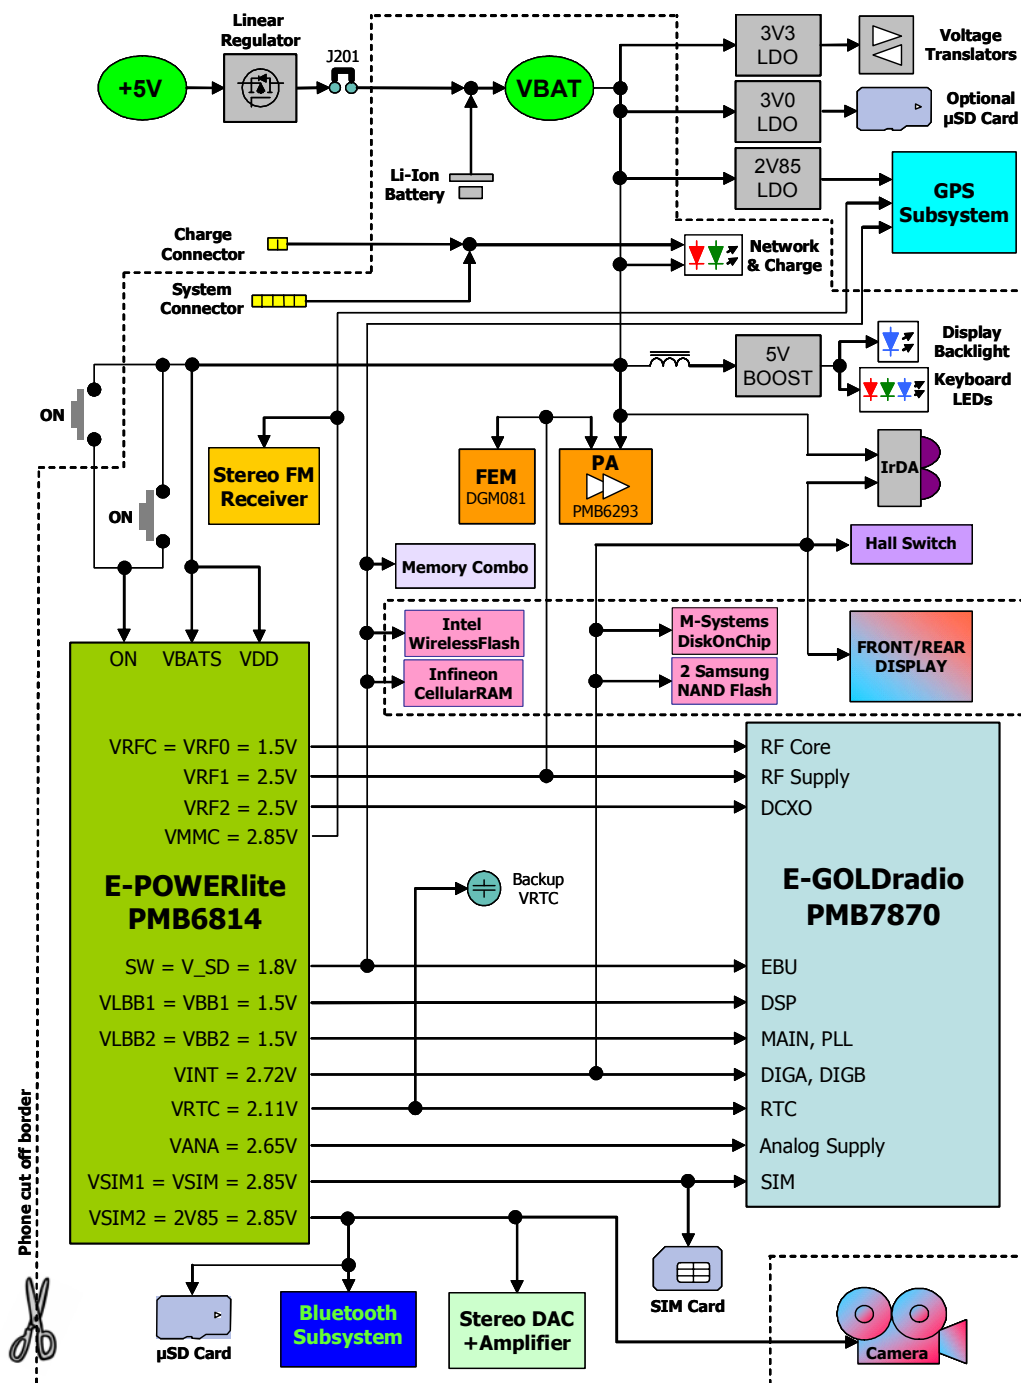 Linear
Regulator
J201
+5V
VBAT
3V3
LDO
Voltage
Translators
3V0
LDO
Optional
µSD Card
Li-Ion
Battery
2V85
LDO
GPS
Subsystem
Charge
Connector
Network
& Charge
System
Connector
Display
Backlight
5V
BOOST
Keyboard
LEDs
ON
Stereo FM
Receiver
FEM
DGM081
PA
PMB6293
IrDA
ON
Hall Switch
Memory Combo
Intel
WirelessFlash
M-Systems
DiskOnChip
FRONT/REAR
DISPLAY
Infineon
CellularRAM
2 Samsung
NAND Flash
ON VBATS VDD
VRFC = VRF0 = 1.5V
RF Core
VRF1 = 2.5V
RF Supply
VRF2 = 2.5V
DCXO
VMMC = 2.85V
E-POWERlite
PMB6814
Backup
VRTC
E-GOLDradio
PMB7870
SW = V_SD = 1.8V
EBU
VLBB1 = VBB1 = 1.5V
DSP
VLBB2 = VBB2 = 1.5V
MAIN, PLL
VINT = 2.72V
DIGA, DIGB
VRTC = 2.11V
RTC
VANA = 2.65V
Analog Supply
VSIM1 = VSIM = 2.85V
SIM
VSIM2 = 2V85 = 2.85V
Phone cut off border
SIM Card
µSD Card
Bluetooth
Subsystem
Stereo DAC
+Amplifier
Camera